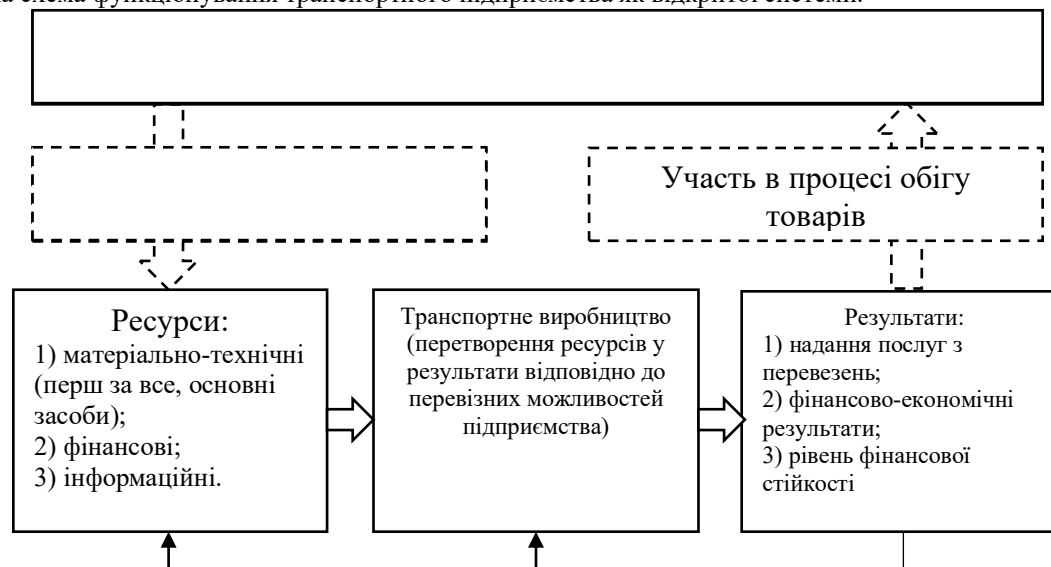 на схема функціонування транспортного підприємства як відкритої системи.
Участь в процесі обігу
товарів
Ресурси:
1) матеріально-технічні
(перш за все, основні
засоби);
2) фінансові;
3) інформаційні.
Транспортне виробництво
(перетворення ресурсів у
результати відповідно до
перевізних можливостей
підприємства)
Результати:
1) надання послуг з
перевезень;
2) фінансово-економічні
результати;
3) рівень фінансової
стійкості